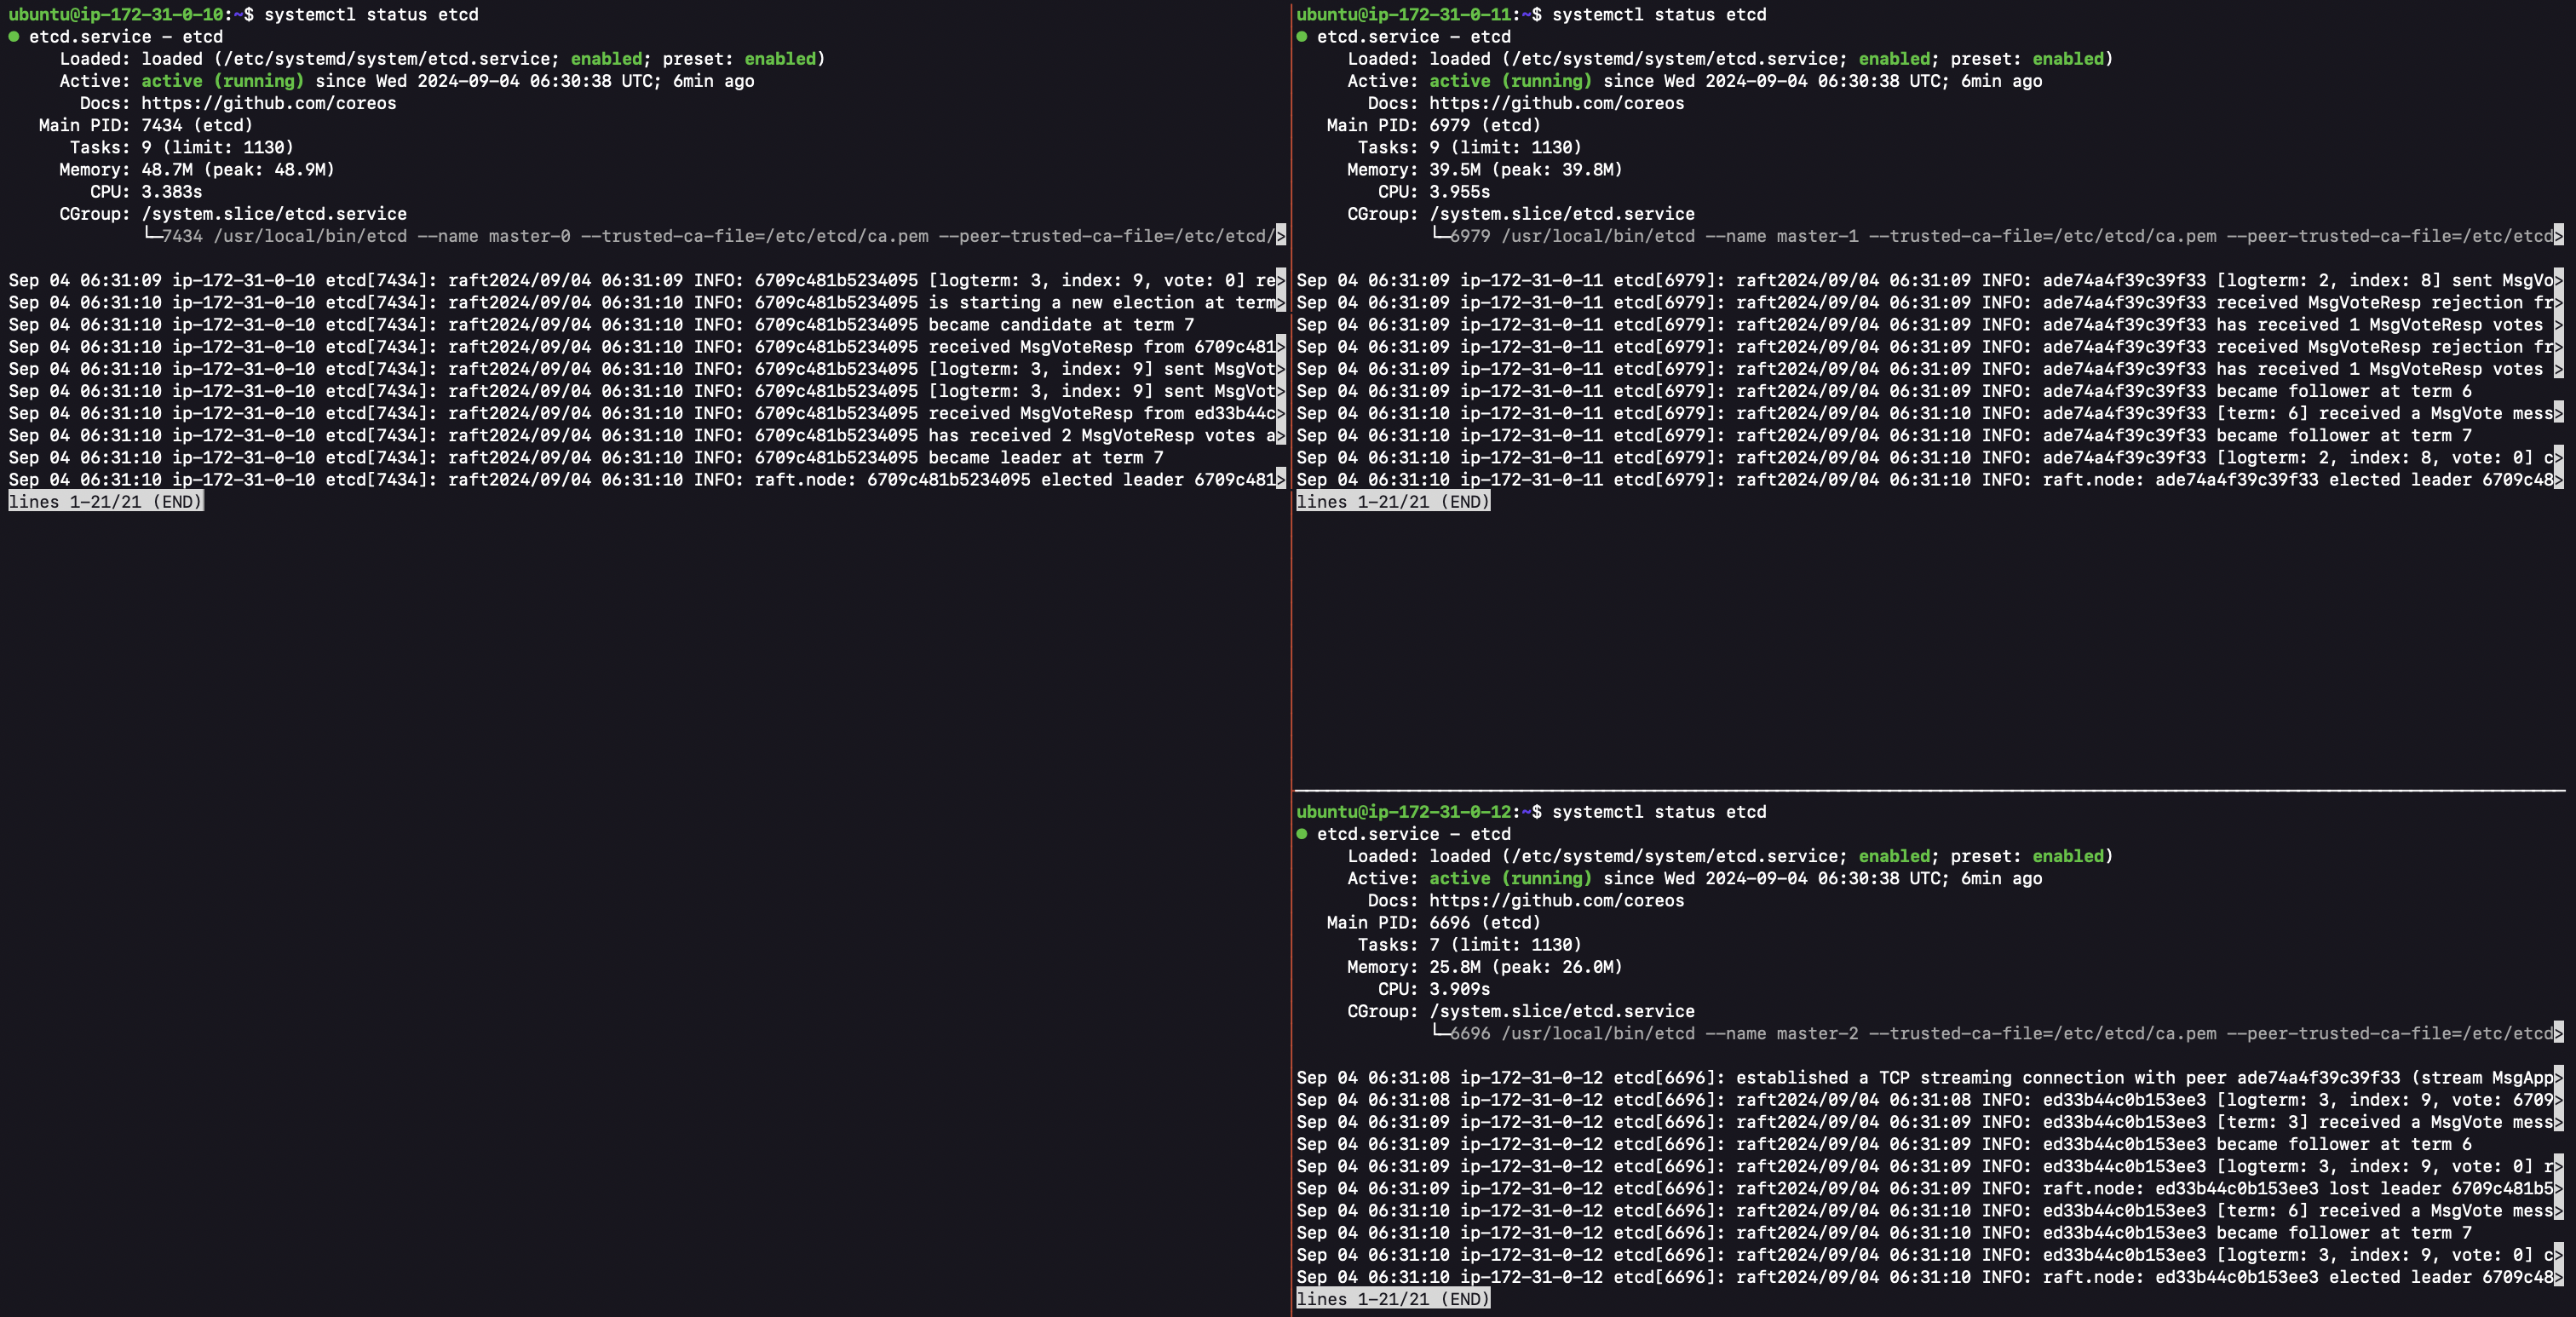 ubuntu@ip-172-31-0-10:~$ systemctl status etcd
● etcd.service – etcd
Loaded: loaded (/etc/systemd/system/etcd.service; enabled; preset: enabled)
Active: active (running) since Wed 2024-09-04 06:30:38 UTC; 6min ago
Docs: https://github.com/coreos
Main PID: 7434 (etcd)
Tasks: 9 (limit: 1130)
Memory: 48.7M (peak: 48.9M)
CPU: 3.383s
CGroup: /system.slice/etcd.service
└─7434 /usr/local/bin/etcd --name master-0 --trusted-ca-file=/etc/etcd/ca.pem --peer-trusted-ca-file=/etc/etcd/>
Sep 04 06:31:09 ip-172-31-0-10 etcd[7434]: raft2024/09/04 06:31:09 INFO: 6709c481b5234095 [logterm: 3, index: 9, vote: 0] re>
Sep 04 06:31:10 ip-172-31-0-10 etcd[7434]: raft2024/09/04 06:31:10 INFO: 6709c481b5234095 is starting a new election at term>
Sep 04 06:31:10 ip-172-31-0-10 etcd[7434]: raft2024/09/04 06:31:10 INFO: 6709c481b5234095 became candidate at term 7
Sep 04 06:31:10 ip-172-31-0-10 etcd[7434]: raft2024/09/04 06:31:10 INFO: 6709c481b5234095 received MsgVoteResp from 6709c481>
Sep 04 06:31:10 ip-172-31-0-10 etcd[7434]: raft2024/09/04 06:31:10 INFO: 6709c481b5234095 [logterm: 3, index: 9] sent MsgVot>
Sep 04 06:31:10 ip-172-31-0-10 etcd[7434]: raft2024/09/04 06:31:10 INFO: 6709c481b5234095 [logterm: 3, index: 9] sent MsgVot>
Sep 04 06:31:10 ip-172-31-0-10 etcd[7434]: raft2024/09/04 06:31:10 INFO: 6709c481b5234095 received MsgVoteResp from ed33b44c>
Sep 04 06:31:10 ip-172-31-0-10 etcd[7434]: raft2024/09/04 06:31:10 INFO: 6709c481b5234095 has received 2 MsgVoteResp votes a>
Sep 04 06:31:10 ip-172-31-0-10 etcd[7434]: raft2024/09/04 06:31:10 INFO: 6709c481b5234095 became leader at term 7
Sep 04 06:31:10 ip-172-31-0-10 etcd[7434]: raft2024/09/04 06:31:10 INFO: raft.node: 6709c481b5234095 elected leader 6709c481>
lines 1-21/21 (END)
ubuntu@ip-172-31-0-11:~$ systemctl status etcd
● etcd.service – etcd
Loaded: loaded (/etc/systemd/system/etcd.service; enabled; preset: enabled)
Active: active (running) since Wed 2024-09-04 06:30:38 UTC; 6min ago
Docs: https://github.com/coreos
Main PID: 6979 (etcd)
Tasks: 9 (limit: 1130)
Memory: 39.5M (peak: 39.8M)
CPU: 3.955s
CGroup: /system.slice/etcd.service
└─6979 /usr/local/bin/etcd --name master-1 --trusted-ca-file=/etc/etcd/ca.pem --peer-trusted-ca-file=/etc/etcd>
Sep 04 06:31:09 ip-172-31-0-11 etcd[6979]: raft2024/09/04 06:31:09 INFO: ade74a4f39c39f33 [logterm: 2, index: 8] sent MsgVo>
Sep 04 06:31:09 ip-172-31-0-11 etcd[6979]: raft2024/09/04 06:31:09 INFO: ade74a4f39c39f33 received MsgVoteResp rejection fr>
Sep 04 06:31:09 ip-172-31-0-11 etcd[6979]: raft2024/09/04 06:31:09 INFO: ade74a4f39c39f33 has received 1 MsgVoteResp votes >
Sep 04 06:31:09 ip-172-31-0-11 etcd[6979]: raft2024/09/04 06:31:09 INFO: ade74a4f39c39f33 received MsgVoteResp rejection fr>
Sep 04 06:31:09 ip-172-31-0-11 etcd[6979]: raft2024/09/04 06:31:09 INFO: ade74a4f39c39f33 has received 1 MsgVoteResp votes >
Sep 04 06:31:09 ip-172-31-0-11 etcd[6979]: raft2024/09/04 06:31:09 INFO: ade74a4f39c39f33 became follower at term 6
Sep 04 06:31:10 ip-172-31-0-11 etcd[6979]: raft2024/09/04 06:31:10 INFO: ade74a4f39c39f33 [term: 6] received a MsgVote mess>
Sep 04 06:31:10 ip-172-31-0-11 etcd[6979]: raft2024/09/04 06:31:10 INFO: ade74a4f39c39f33 became follower at term 7
Sep 04 06:31:10 ip-172-31-0-11 etcd[6979]: raft2024/09/04 06:31:10 INFO: ade74a4f39c39f33 [logterm: 2, index: 8, vote: 0] c>
Sep 04 06:31:10 ip-172-31-0-11 etcd[6979]: raft2024/09/04 06:31:10 INFO: raft.node: ade74a4f39c39f33 elected leader 6709c48>
lines 1-21/21 (END)
ubuntu@ip-172-31-0-12:~$ systemctl status etcd
● etcd.service – etcd
Loaded: loaded (/etc/systemd/system/etcd.service; enabled; preset: enabled)
Active: active (running) since Wed 2024-09-04 06:30:38 UTC; 6min ago
Docs: https://github.com/coreos
Main PID: 6696 (etcd)
Tasks: 7 (limit: 1130)
Memory: 25.8M (peak: 26.0M)
CPU: 3.909s
CGroup: /system.slice/etcd.service
└─6696 /usr/local/bin/etcd --name master-2 --trusted-ca-file=/etc/etcd/ca.pem --peer-trusted-ca-file=/etc/etcd>
Sep 04 06:31:08 ip-172-31-0-12 etcd[6696]: established a TCP streaming connection with peer ade74a4f39c39f33 (stream MsgApp>
Sep 04 06:31:08 ip-172-31-0-12 etcd[6696]: raft2024/09/04 06:31:08 INFO: ed33b44c0b153ee3 [logterm: 3, index: 9, vote: 6709>
Sep 04 06:31:09 ip-172-31-0-12 etcd[6696]: raft2024/09/04 06:31:09 INFO: ed33b44c0b153ee3 [term: 3] received a MsgVote mess>
Sep 04 06:31:09 ip-172-31-0-12 etcd[6696]: raft2024/09/04 06:31:09 INFO: ed33b44c0b153ee3 became follower at term 6
Sep 04 06:31:09 ip-172-31-0-12 etcd[6696]: raft2024/09/04 06:31:09 INFO: ed33b44c0b153ee3 [logterm: 3, index: 9, vote: 0] r>
Sep 04 06:31:09 ip-172-31-0-12 etcd[6696]: raft2024/09/04 06:31:09 INFO: raft.node: ed33b44c0b153ee3 lost leader 6709c481b5>
Sep 04 06:31:10 ip-172-31-0-12 etcd[6696]: raft2024/09/04 06:31:10 INFO: ed33b44c0b153ee3 [term: 6] received a MsgVote mess>
Sep 04 06:31:10 ip-172-31-0-12 etcd[6696]: raft2024/09/04 06:31:10 INFO: ed33b44c0b153ee3 became follower at term 7
Sep 04 06:31:10 ip-172-31-0-12 etcd[6696]: raft2024/09/04 06:31:10 INFO: ed33b44c0b153ee3 [logterm: 3, index: 9, vote: 0] c>
Sep 04 06:31:10 ip-172-31-0-12 etcd[6696]: raft2024/09/04 06:31:10 INFO: raft.node: ed33b44c0b153ee3 elected leader 6709c48>
lines 1-21/21 (END)